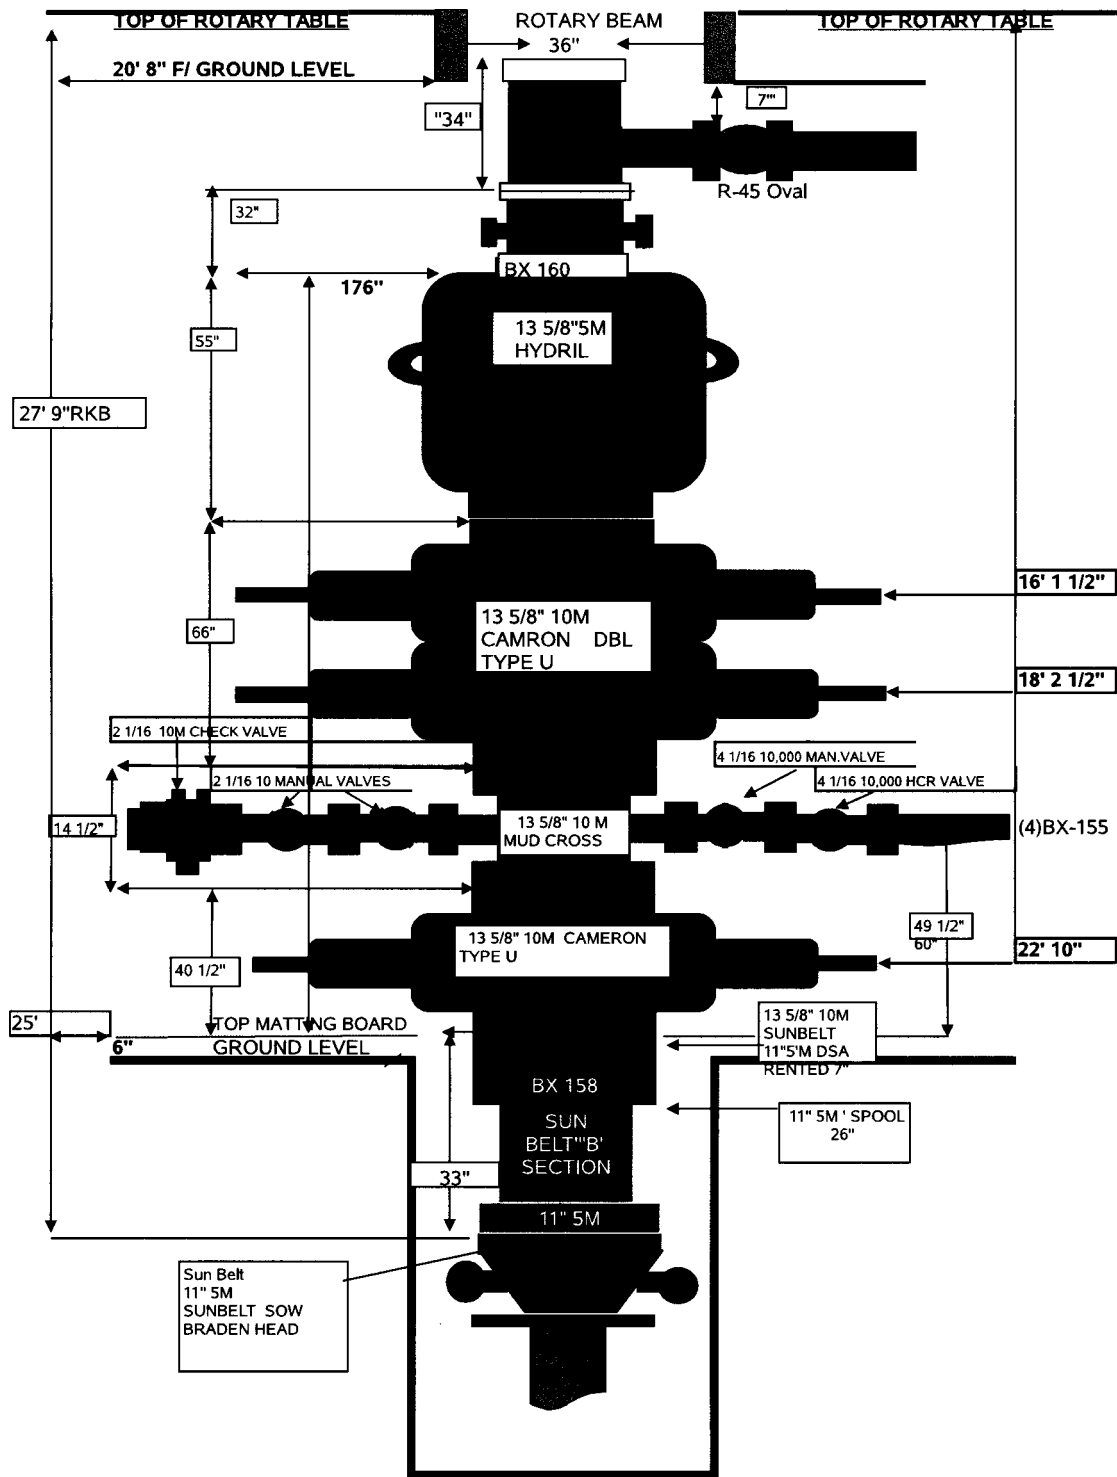 TOP OF ROTARY TABLE
ROTARY BEAM
36"
TOP OF ROTARY TABLE
20' 8" F/ GROUND LEVEL
"34"
7'"
R-45 Oval
32"
BX 160
176"
13 5/8"5M
HYDRIL
55"
27' 9"RKB
16' 1 1/2"
13 5/8" 10M
CAMRON DBL
TYPE U
66"
18' 2 1/2"
2 1/16 10M CHECK VALVE
4 1/16 10,000 MAN.VALVE
2 1/16 10 MANUAL VALVES
4 1/16 10,000 HCR VALVE
14 1/2"
13 5/8" 10 M
MUD CROSS
(4)BX-155
49 1/2"
60"
13 5/8" 10M CAMERON
TYPE U
22' 10"
40 1/2"
25'
TOP MATTING BOARD
6"
GROUND LEVEL
13 5/8" 10M
SUNBELT
11"5'M DSA
RENTED 7"
BX 158
11" 5M ' SPOOL
26"
SUN
BELT"'B'
SECTION
33"
11" 5M
Sun Belt
11" 5M
SUNBELT SOW
BRADEN HEAD